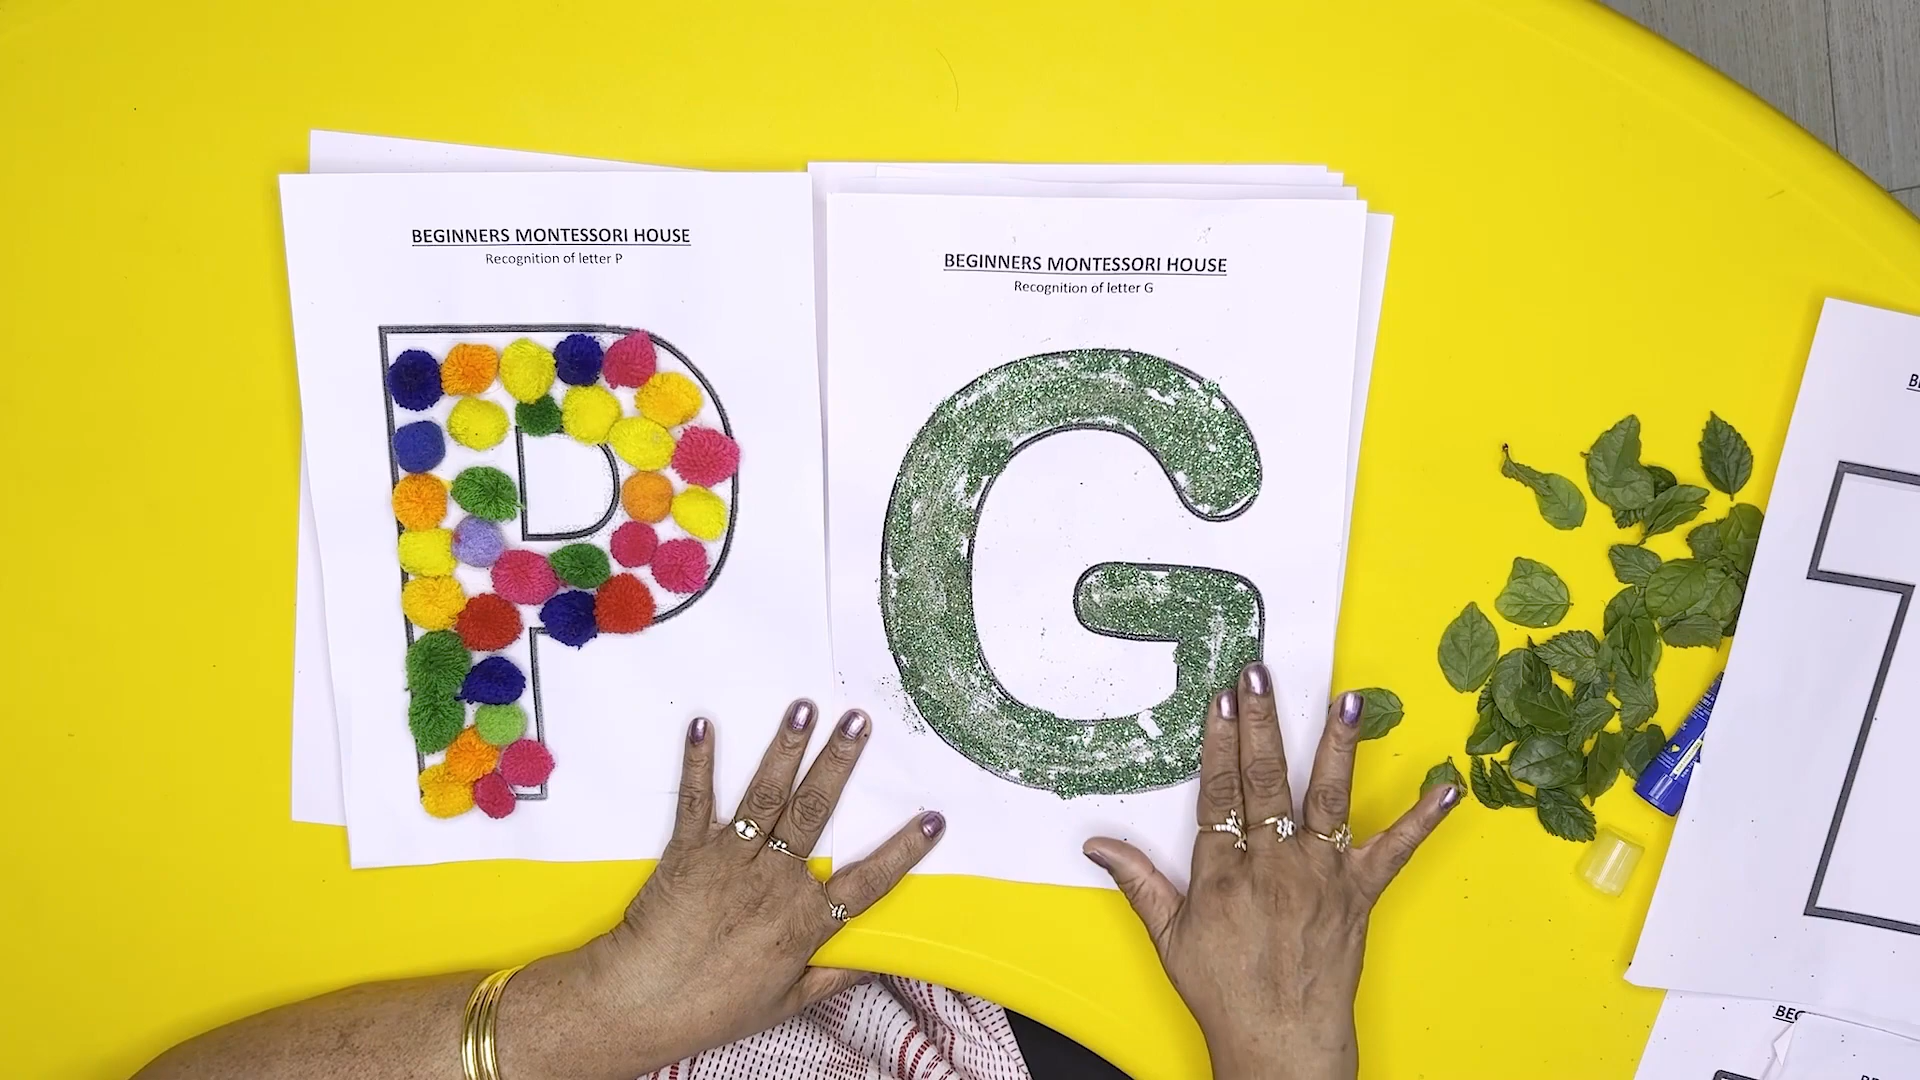 BEGINNERS MONTESSORI HOUSE
Recognition of letter P
P
BEGINNERS MONTESSORI HOUSE
Recognition of letter G
G